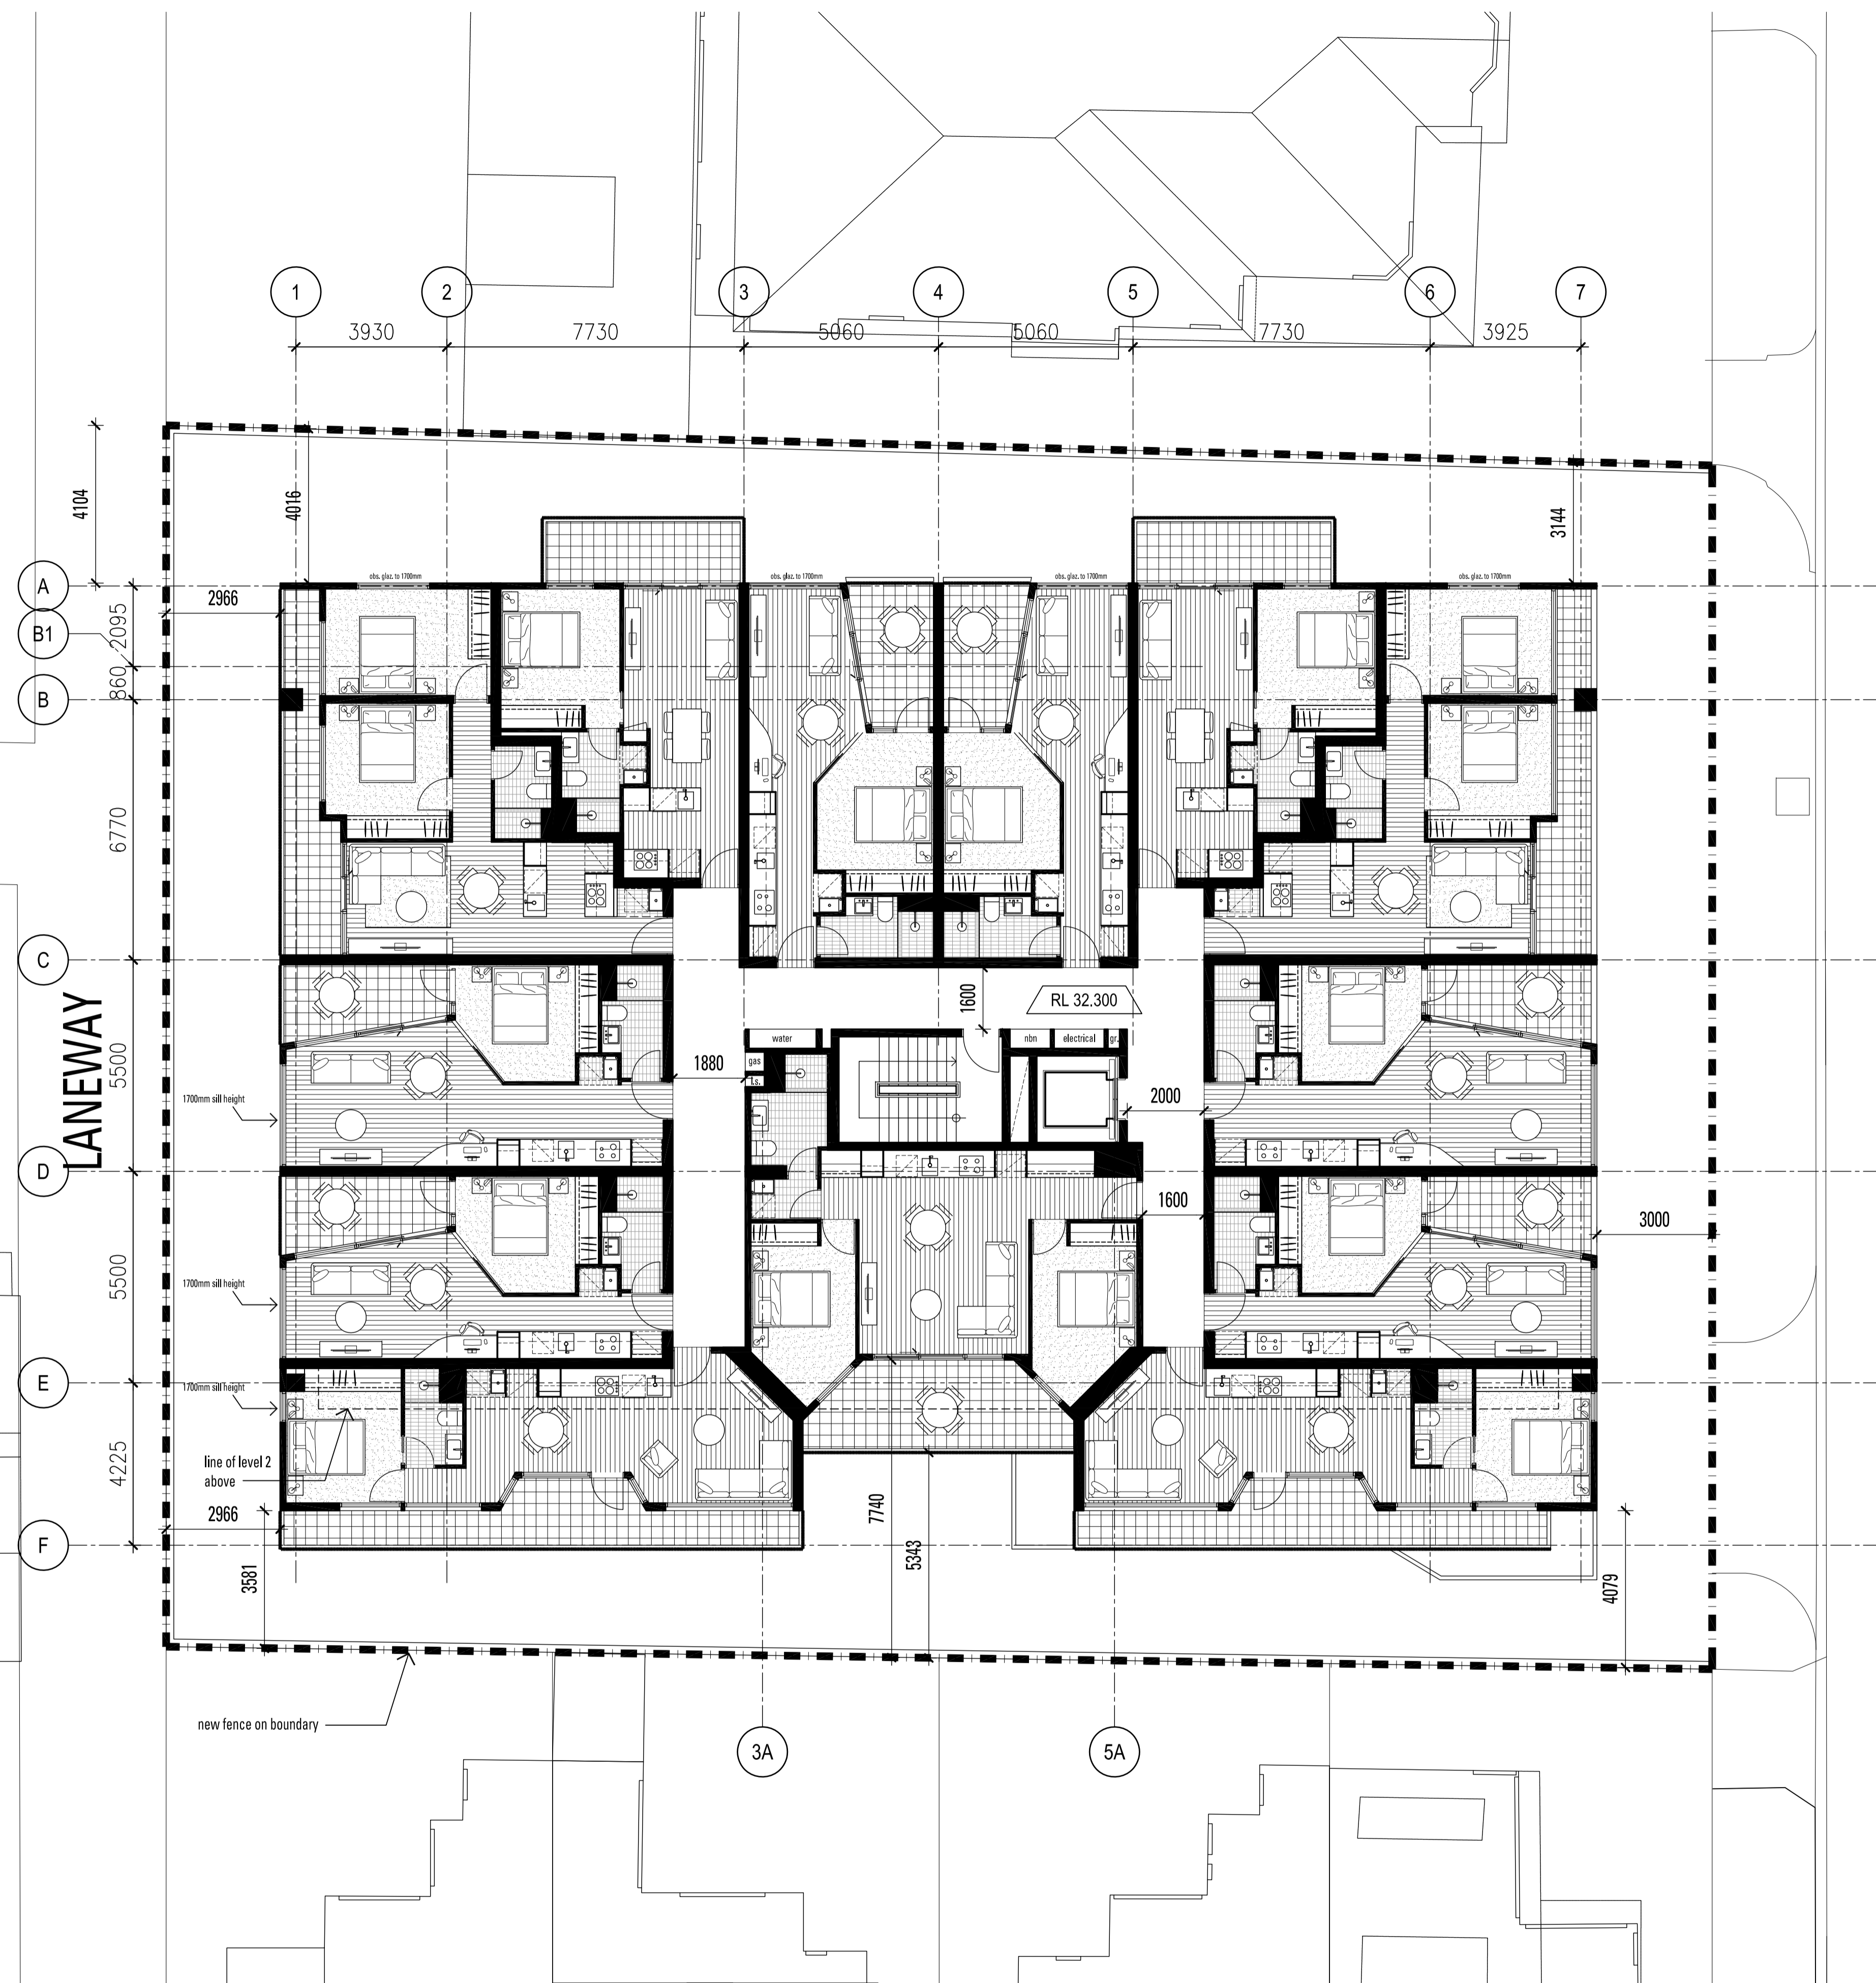 1
2
3
4
5
6
7
3930
7730
5060
5060
7730
3925
4104
4016
3144
A
B1
B
C
D
E
F
2095
860
6770
5500
5500
4225
2966
obs. glaz. to 1700mm
obs. glaz. to 1700mm
obs. glaz. to 1700mm
obs. glaz. to 1700mm
LANEWAY
1600
RL 32.300
water
nbn
electrical
gr.
gas
t.s.
1880
2000
1700mm sill height
1600
3000
1700mm sill height
1700mm sill height
line of level 2
above
2966
3581
7740
5343
4079
new fence on boundary
3A
5A